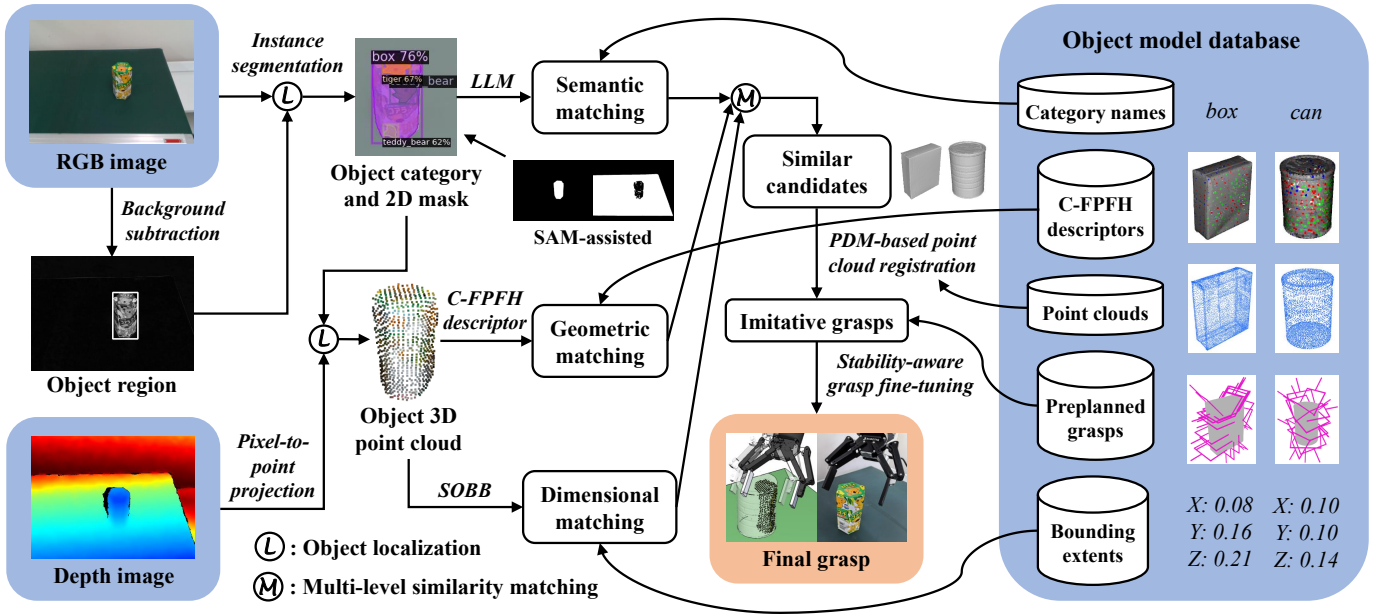 RGB image
Background
subtraction
Object region
Depth image
Instance
segmentation
L
box 76%
tiger 67%
bear
teddy_bear 62%
Object category
and 2D mask
SAM-assisted
LLM
Semantic
matching
M
Similar
candidates
L
C-FPFH
descriptor
Geometric
matching
Object 3D
point cloud
Pixel-to-
point
projection
SOBB
Dimensional
matching
PDM-based point
cloud registration
Imitative grasps
Stability-aware
grasp fine-tuning
Final grasp
L : Object localization
M : Multi-level similarity matching
Object model database
Category names
box
can
C-FPFH
descriptors
Point clouds
Preplanned
grasps
Bounding
extents
X: 0.08
Y: 0.16
Z: 0.21
X: 0.10
Y: 0.10
Z: 0.14